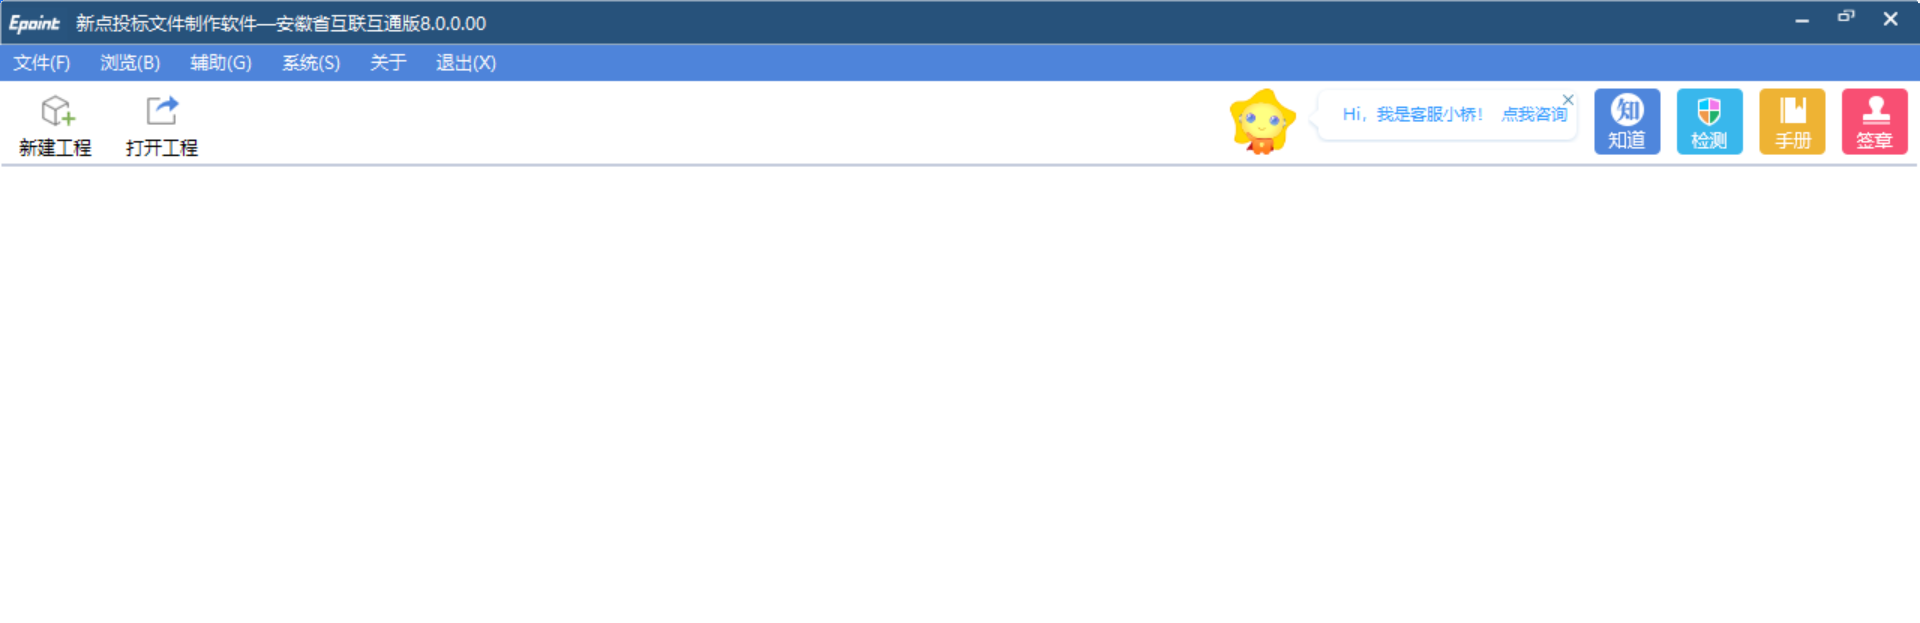 Epoint 新点投标文件制作软件—安徽省互联互通版8.0.0.00
文件(F) 浏览(B) 辅助(G) 系统(S) 关于 退出(X)
Hi，我是客服小桥！ 点我咨询
知
新建工程 打开工程 知道 检测 手册 签章